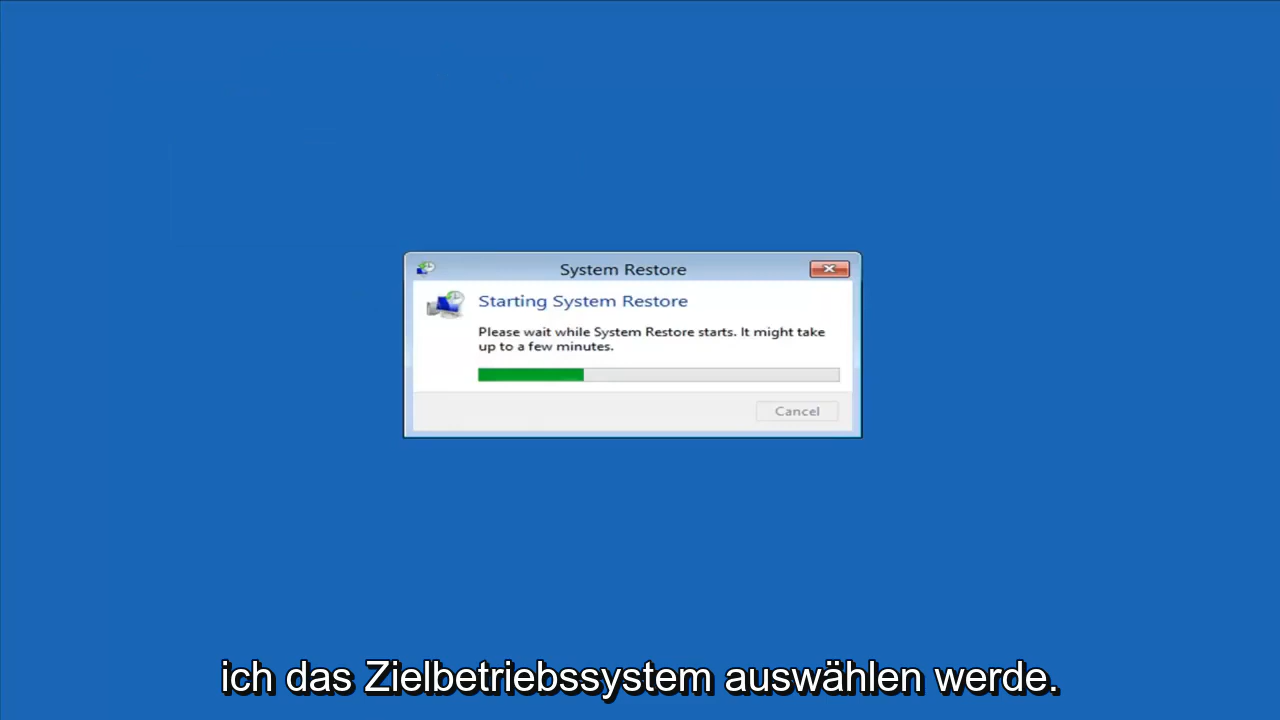 System Restore
Starting System Restore
Please wait while System Restore starts. It might take
up to a few minutes.
Cancel
ich das Zielbetriebssystem auswählen werde.